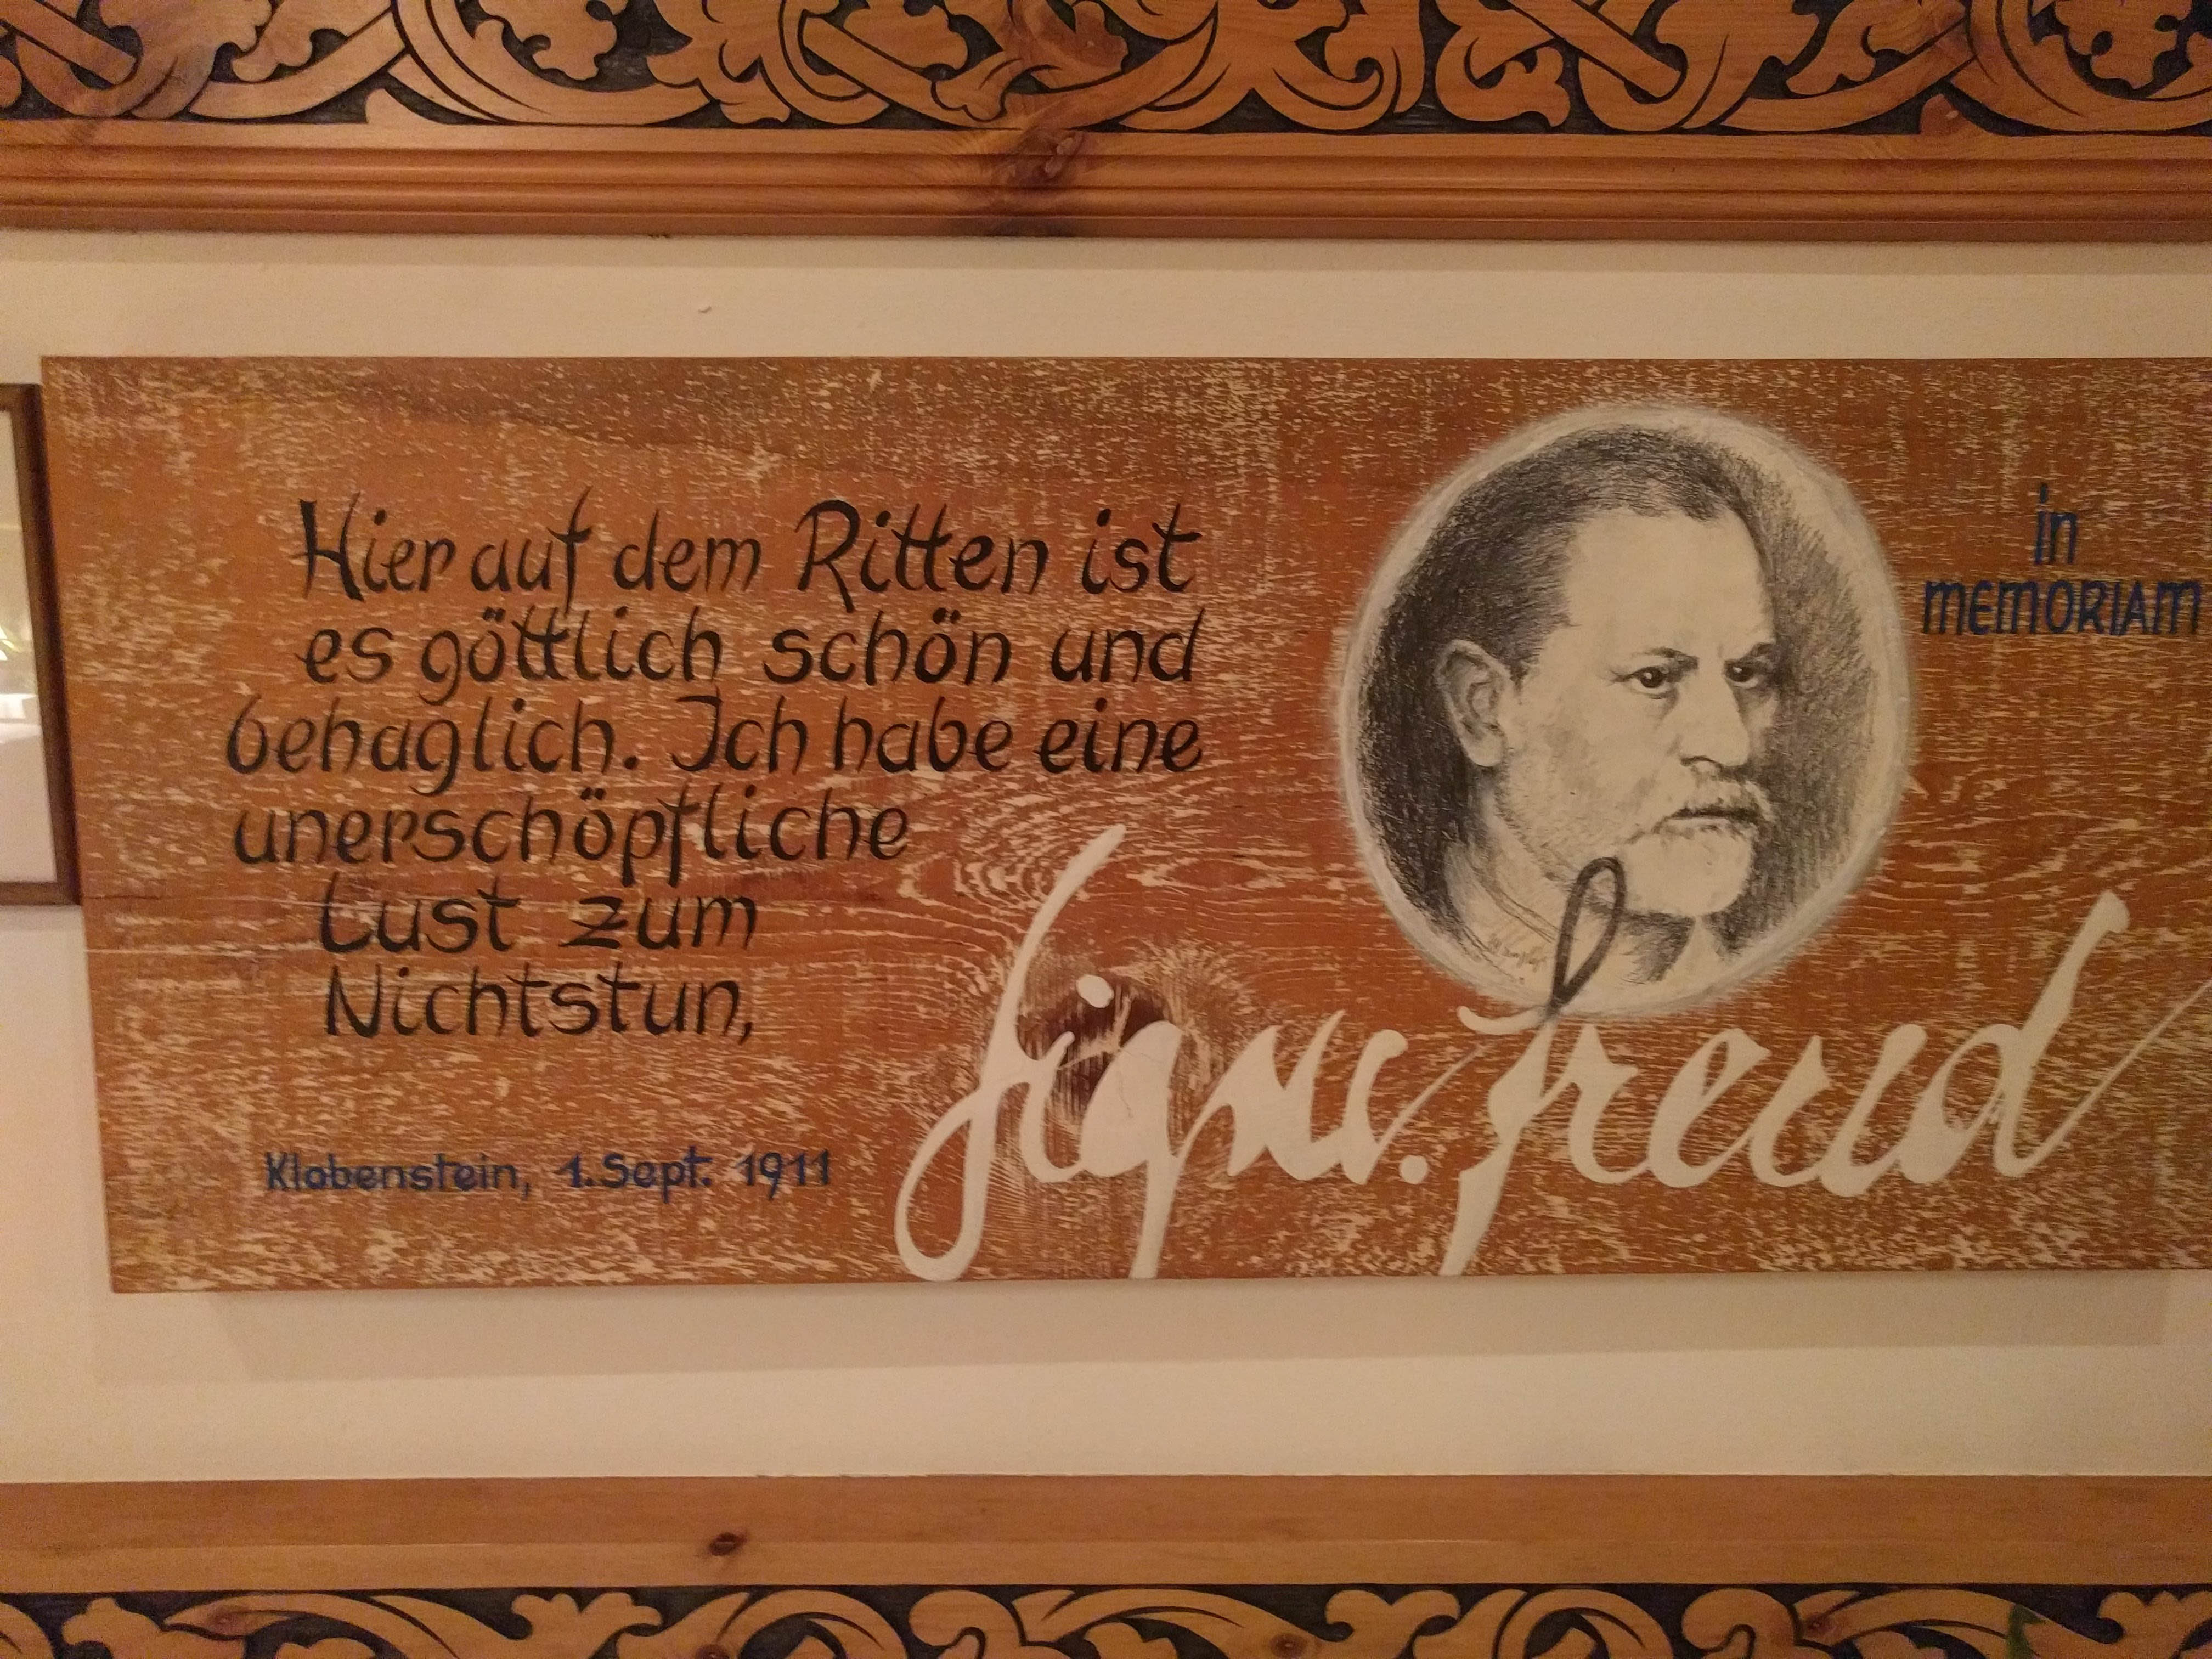 Hier auf dem Ritten ist
es göttlich schön und
behaglich. Ich habe eine
unerschöpfliche
Lust zum
Nichtstun,
Klobenstein, 1. Sept. 1911
Sigm. Freud
in
MEMORIAM